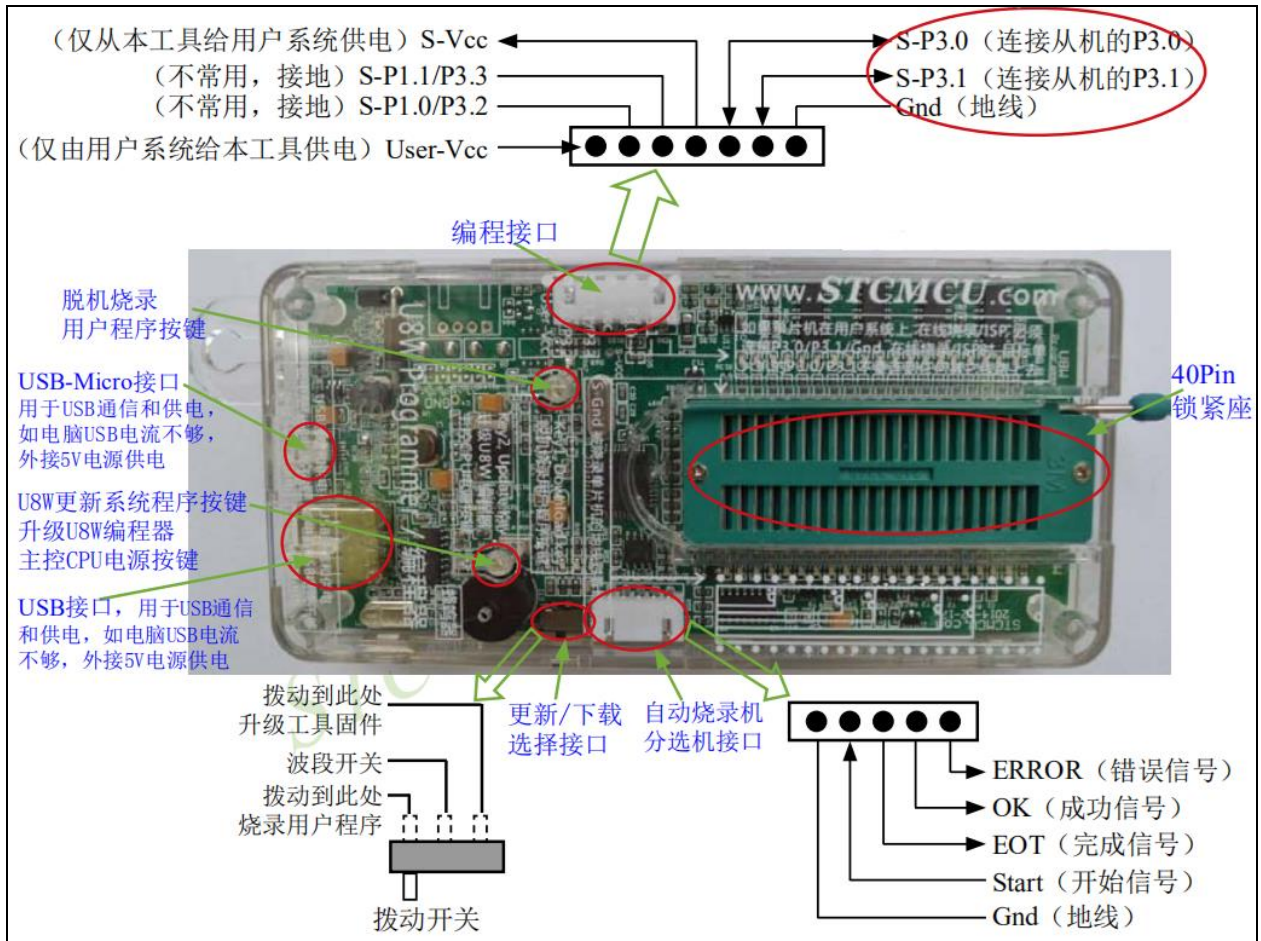 （仅从本工具给用户系统供电）S-Vcc
（不常用，接地）S-P1.1/P3.3
（不常用，接地）S-P1.0/P3.2
（仅由用户系统给本工具供电）User-Vcc
S-P3.0（连接从机的P3.0）
S-P3.1（连接从机的P3.1）
Gnd（地线）
编程接口
脱机烧录
用户程序按键
USB-Micro接口
用于USB通信和供电，
如电脑USB电流不够，
外接5V电源供电
U8W更新系统程序按键
升级U8W编程器
主控CPU电源按键
USB接口，用于USB通信
和供电，如电脑USB电流
不够，外接5V电源供电
www.STCMCU.com
U8W Programmer/编程器
40Pin
锁紧座
拨动到此处
升级工具固件
波段开关
拨动到此处
烧录用户程序
拨动开关
更新/下载
选择接口
自动烧录机
分选机接口
ERROR（错误信号）
OK（成功信号）
EOT（完成信号）
Start（开始信号）
Gnd（地线）